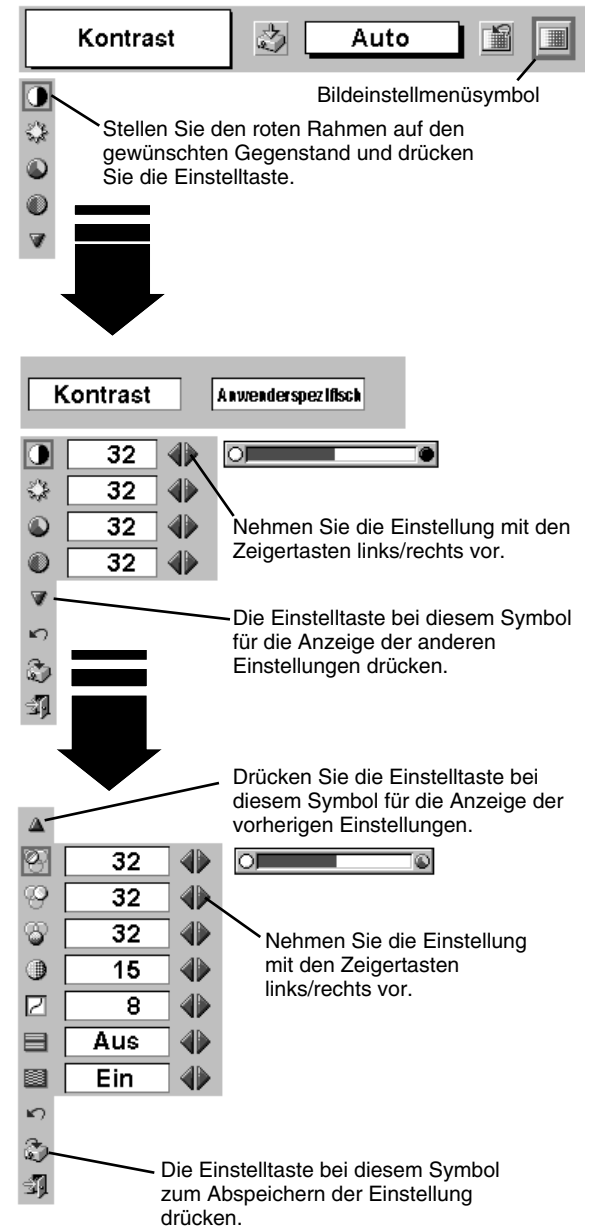 Kontrast
Auto
Bildeinstellmenüsymbol
Stellen Sie den roten Rahmen auf den
gewünschten Gegenstand und drücken
Sie die Einstelltaste.
Kontrast
Anwenderspezifisch
32
32
32
32
Nehmen Sie die Einstellung mit den
Zeigertasten links/rechts vor.
Die Einstelltaste bei diesem Symbol
für die Anzeige der anderen
Einstellungen drücken.
Drücken Sie die Einstelltaste bei
diesem Symbol für die Anzeige der
vorherigen Einstellungen.
32
32
32
15
8
Aus
Ein
Nehmen Sie die Einstellung
mit den Zeigertasten
links/rechts vor.
Die Einstelltaste bei diesem Symbol
zum Abspeichern der Einstellung
drücken.